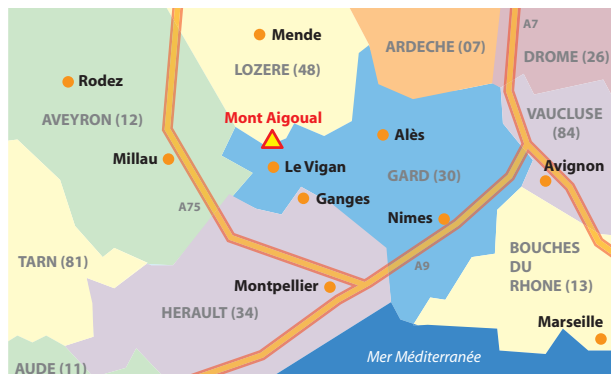 A7
Mende
ARDECHE (07)
DROME (26)
LOZERE (48)
Rodez
AVEYRON (12)
Mont Aigoual
VAUCLUSE
(84)
Alès
Millau
Le Vigan
Avignon
GARD (30)
Ganges
A75
Nimes
TARN (81)
A9
BOUCHES
DU
RHONE (13)
Montpellier
HERAULT (34)
Marseille
Mer Méditerranée
AUDE (11)